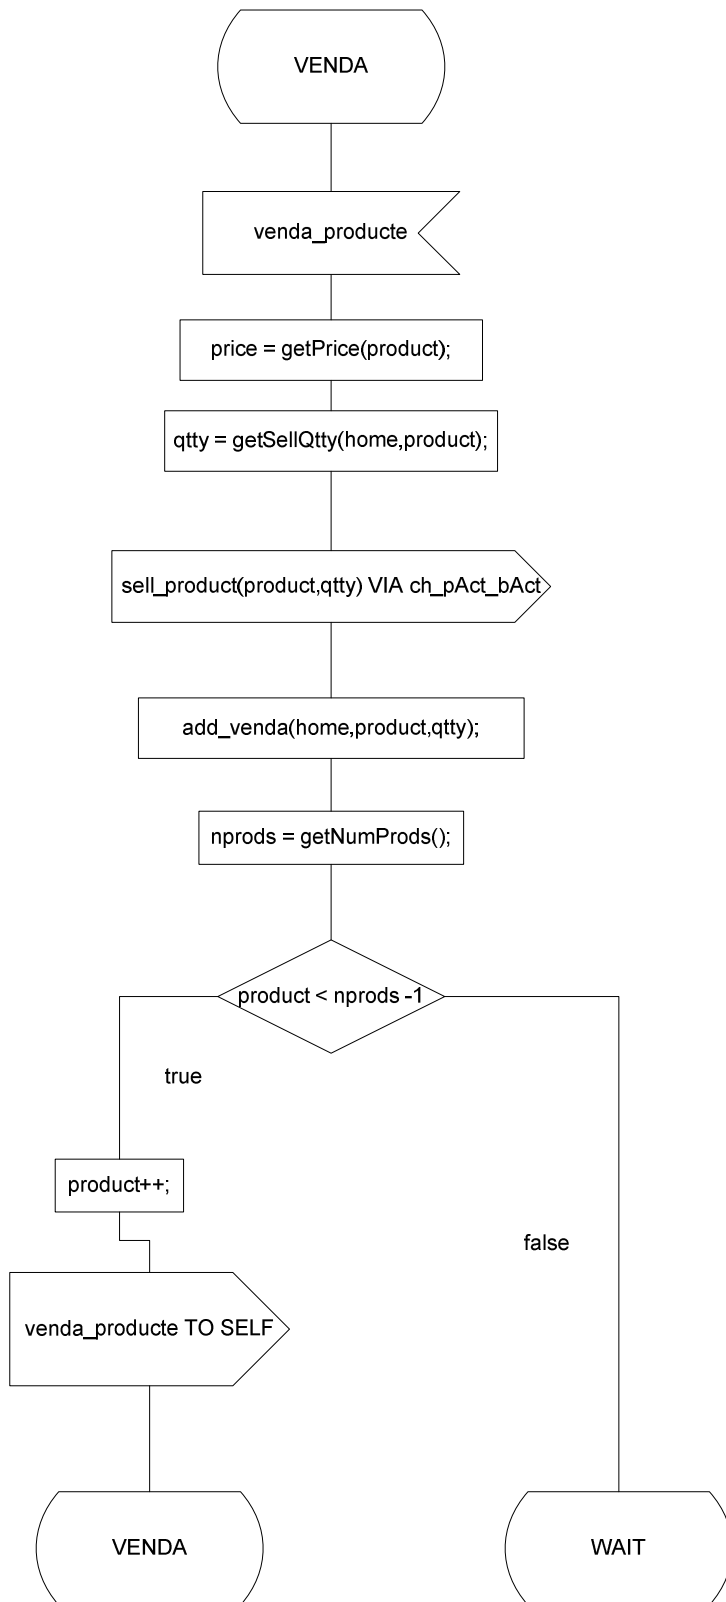 VENDA
venda_producte
price = getPrice(product);
qtty = getSellQtty(home,product);
sell_product(product,qtty) VIA ch_pAct_bAct
add_venda(home,product,qtty);
nprods = getNumProds();
product < nprods -1
true
product++;
false
venda_producte TO SELF
VENDA
WAIT